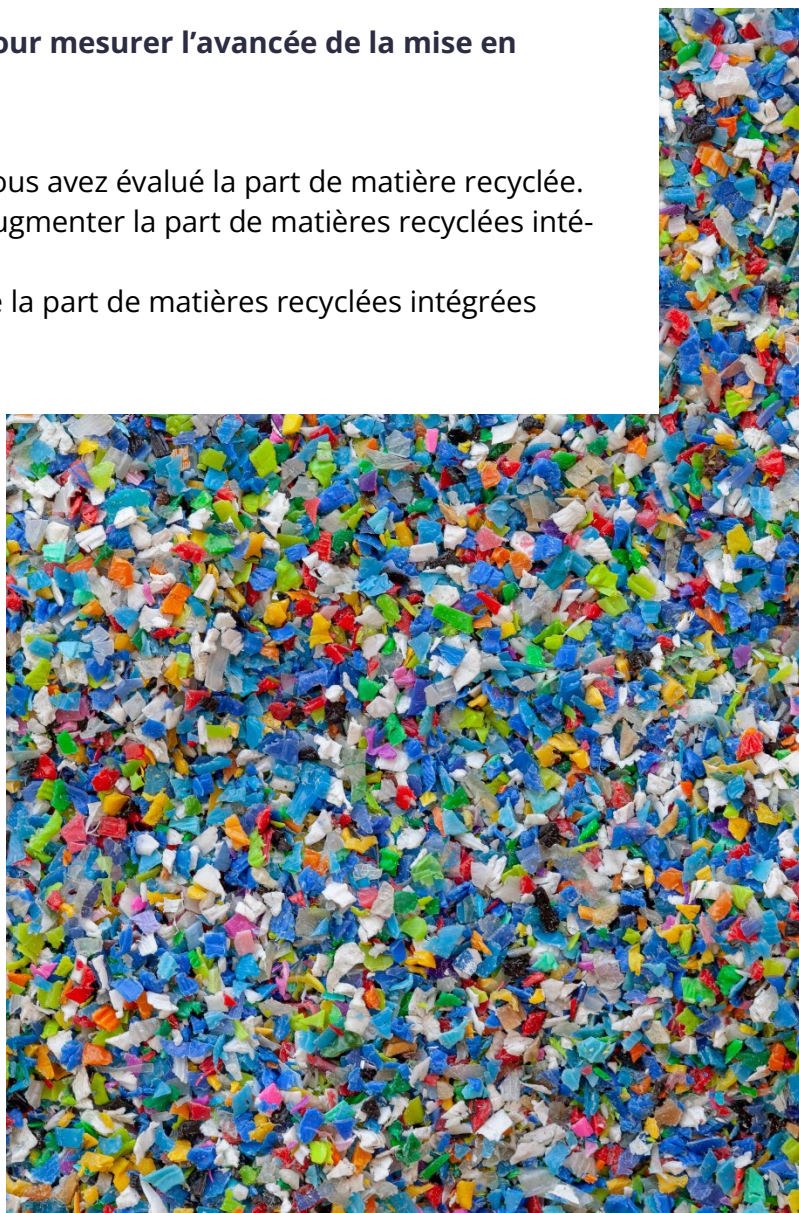 our mesurer l’avancée de la mise en
ous avez évalué la part de matière recyclée.
ugmenter la part de matières recyclées inté-
la part de matières recyclées intégrées